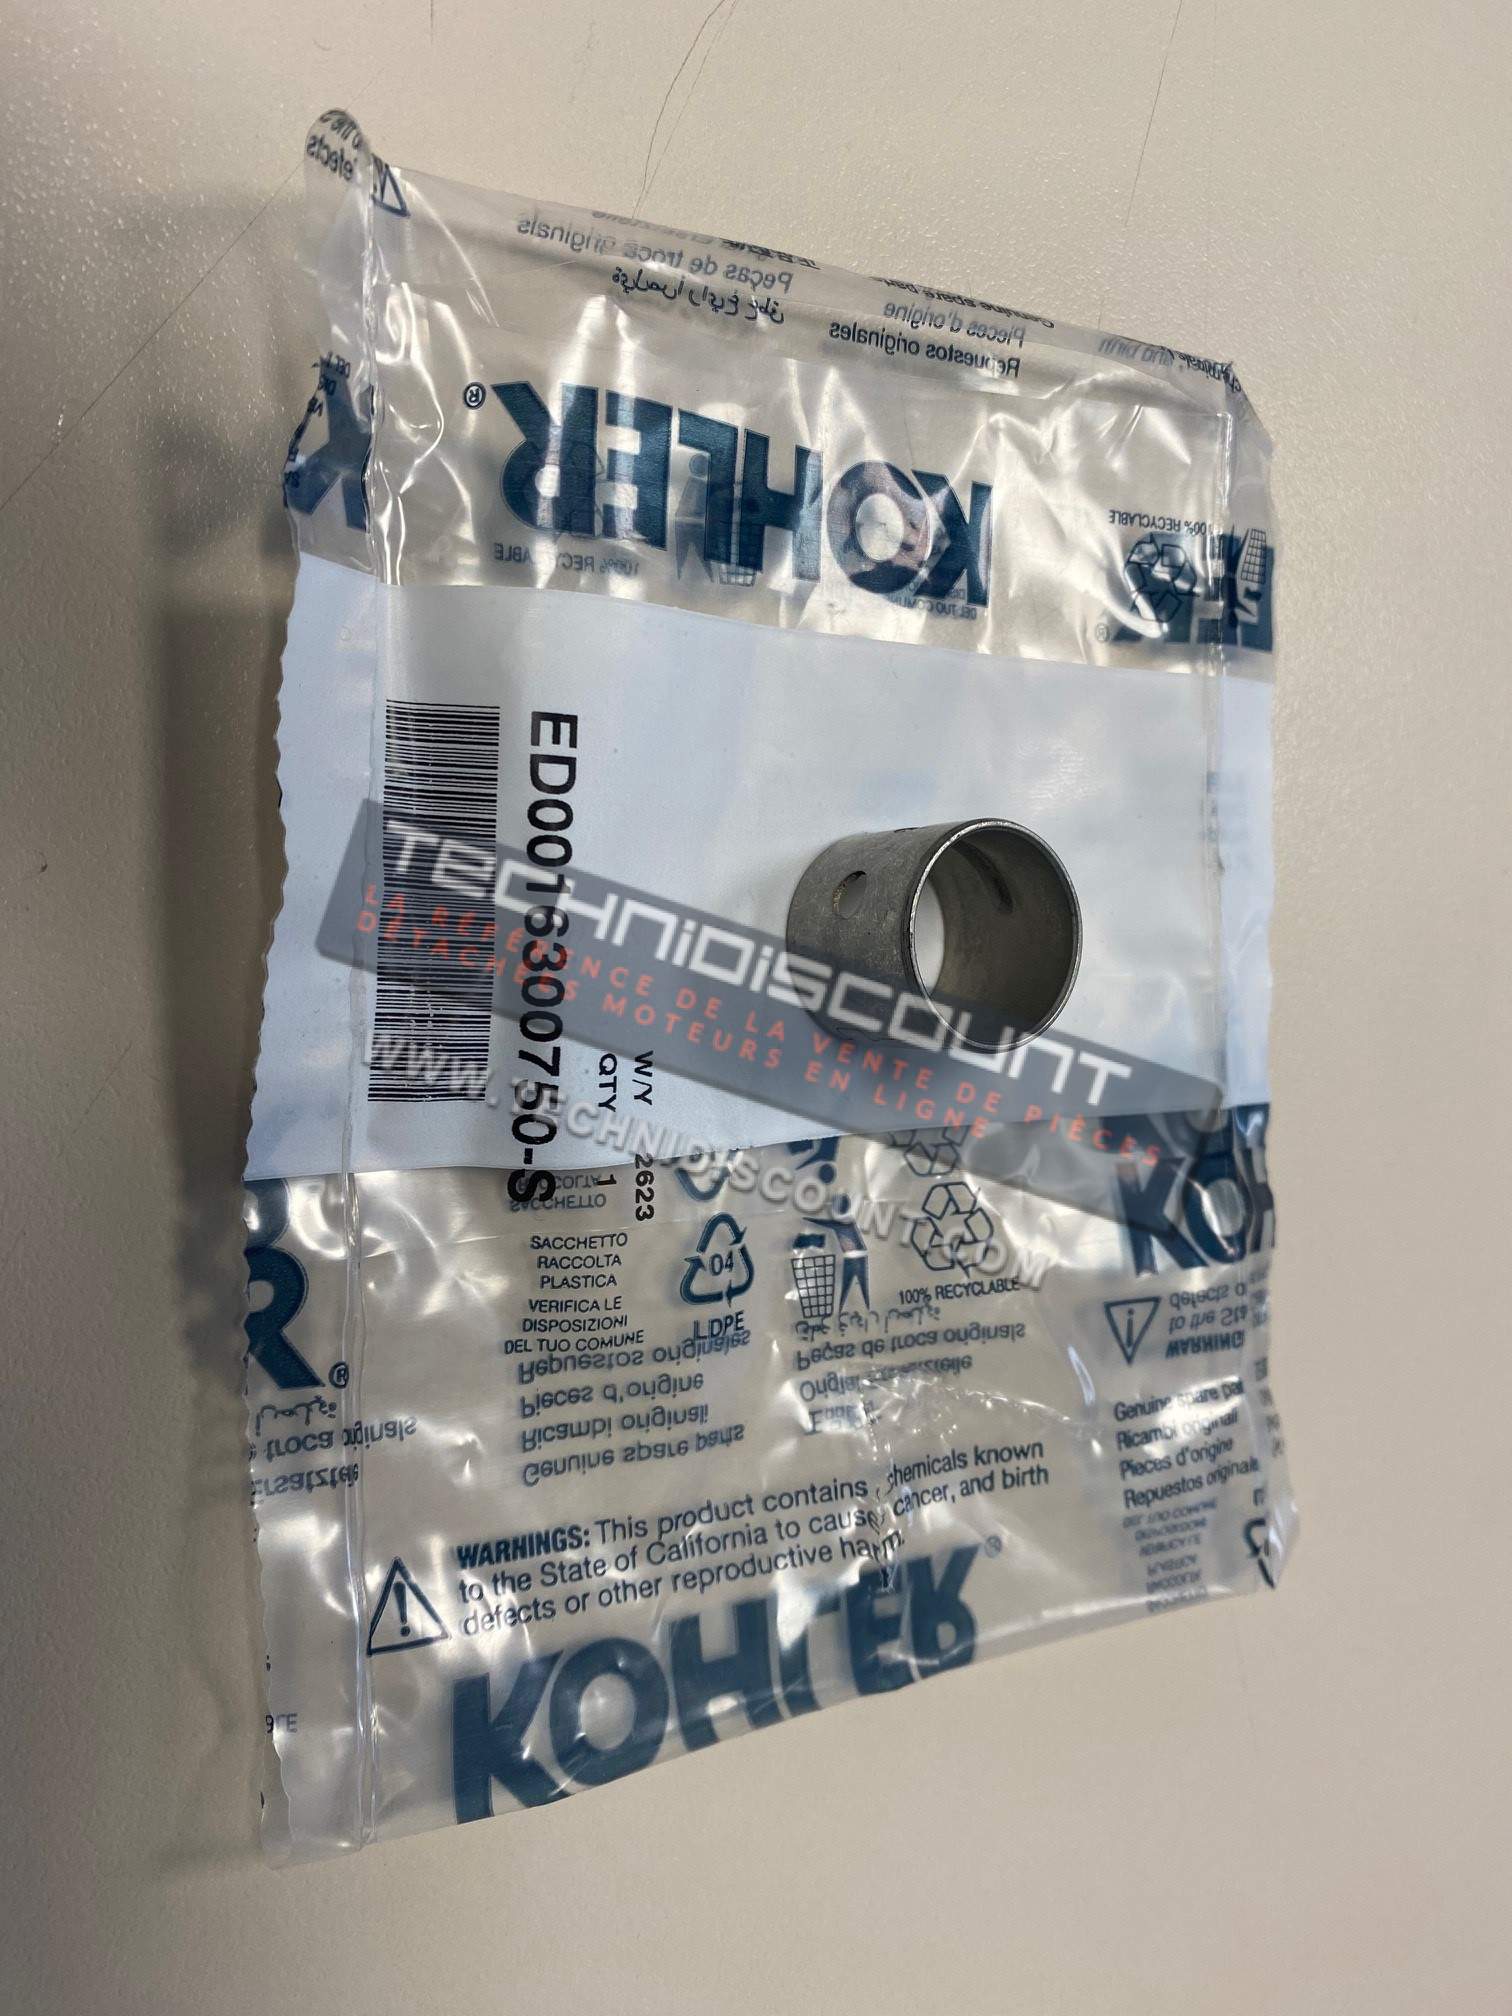 KOHLER®
Repuestos originales
Pièces d'origine
Peças de troca originais
100% RECYCLABLE
ED0016300750-S
W/Y 2623
QTY 1
TECHNIDISCOUNT
LA RÉFÉRENCE DE LA VENTE DE PIÈCES
DÉTACHÉES MOTEURS EN LIGNE
WWW.TECHNIDISCOUNT.COM
SACCHETTO
RACCOLTA
PLASTICA
VERIFICA LE
DISPOSIZIONI
DEL TUO COMUNE
04
LDPE
100% RECYCLABLE
Repuestos originales
Pièces d'origine
Ricambi originali
Genuine spare parts
Peças de troca originais
WARNINGS: This product contains chemicals known
to the State of California to cause cancer, and birth
defects or other reproductive harm.
KOHLER®
Genuine spare
Ricambi originali
Pièces d'origine
Repuestos